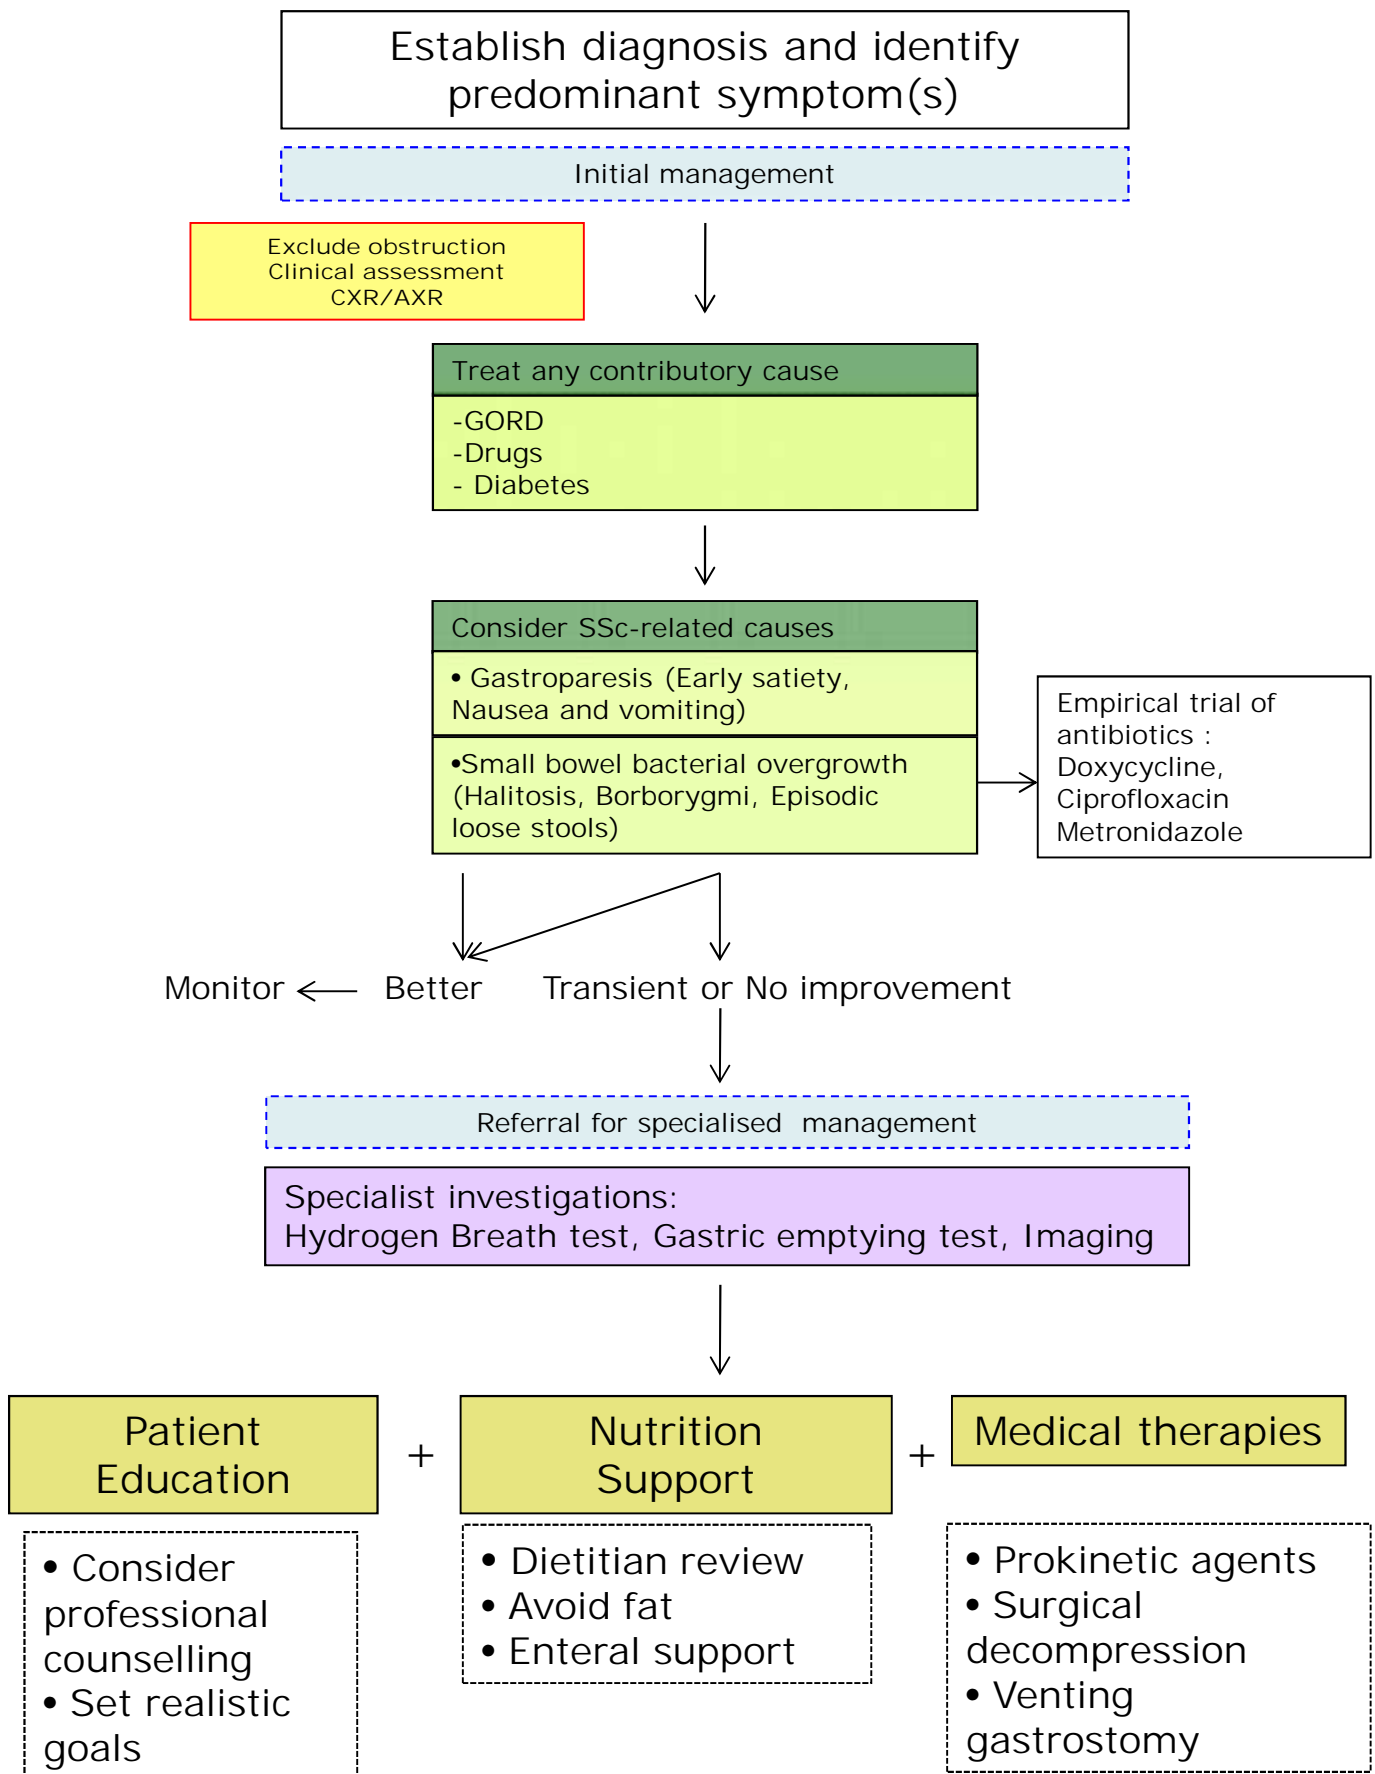 Establish diagnosis and identify
predominant symptom(s)
Initial management
Exclude obstruction
Clinical assessment
CXR/AXR
Treat any contributory cause
-GORD
-Drugs
- Diabetes
Consider SSc-related causes
• Gastroparesis (Early satiety,
Nausea and vomiting)
•Small bowel bacterial overgrowth
(Halitosis, Borborygmi, Episodic
loose stools)
Empirical trial of
antibiotics :
Doxycycline,
Ciprofloxacin
Metronidazole
Monitor
Better
Transient or No improvement
Referral for specialised  management
Specialist investigations:
Hydrogen Breath test, Gastric emptying test, Imaging
Patient
Education
+
Nutrition
Support
+
Medical therapies
• Consider
professional
counselling
• Set realistic
goals
• Dietitian review
• Avoid fat
• Enteral support
• Prokinetic agents
• Surgical
decompression
• Venting
gastrostomy